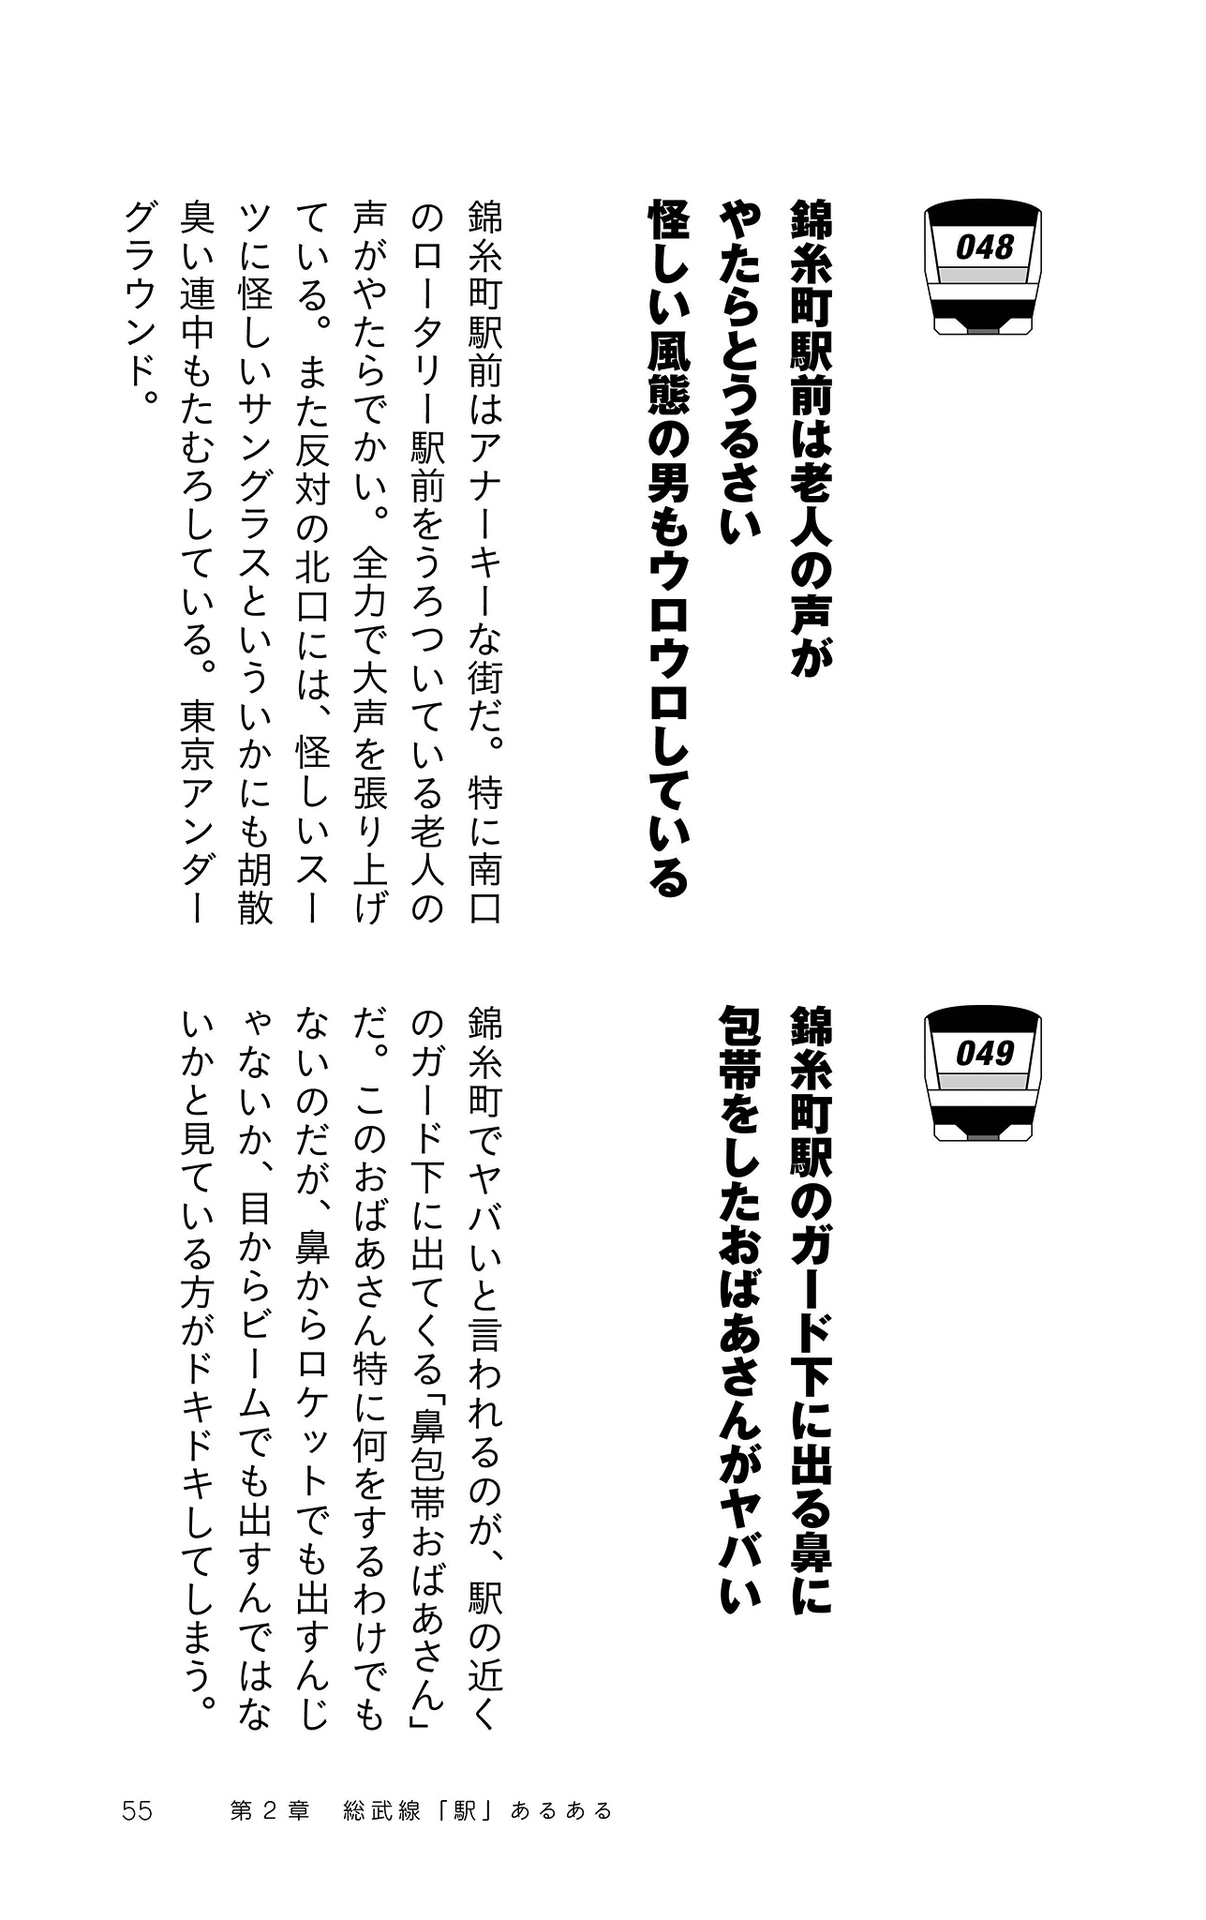 048
錦糸町駅前は老人の声が
やたらとうるさい
怪しい風態の男もウロウロしている
錦糸町駅前はアナーキーな街だ。特に南口
のロータリー駅前をうろついている老人の
声がやたらでかい。全力で大声を張り上げ
ている。また反対の北口には、怪しいスー
ツに怪しいサングラスといういかにも胡散
臭い連中もたむろしている。東京アンダー
グラウンド。
049
錦糸町駅のガード下に出る鼻に
包帯をしたおばあさんがヤバい
錦糸町でヤバいと言われるのが、駅の近く
のガード下に出てくる「鼻包帯おばあさん」
だ。このおばあさん特に何をするわけでも
ないのだが、鼻からロケットでも出すんじ
ゃないか、目からビームでも出すんではな
いかと見ている方がドキドキしてしまう。
55 第2章 総武線「駅」あるある